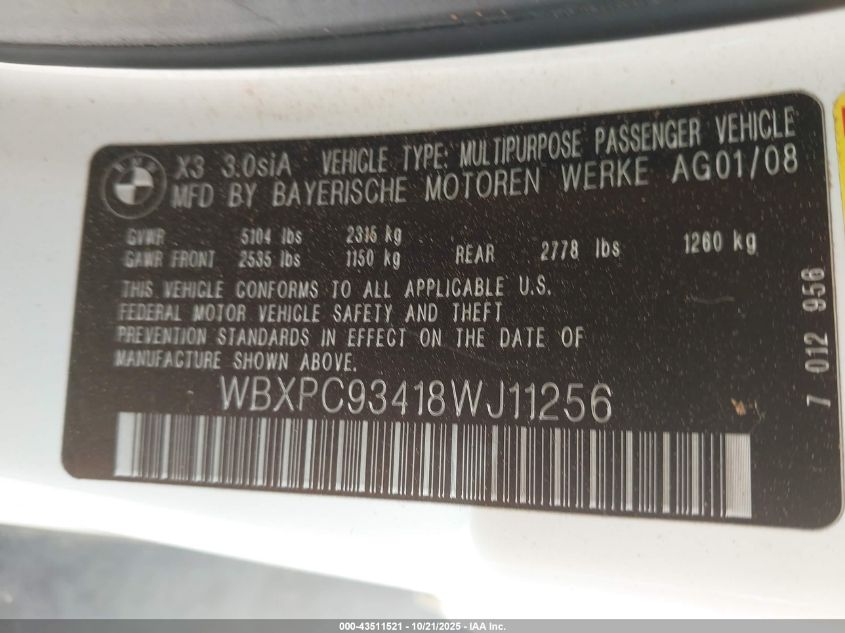 BMW
X3 3.0siA VEHICLE TYPE: MULTIPURPOSE PASSENGER VEHICLE
MFD BY BAYERISCHE MOTOREN WERKE AG01/08
GVWR 5104 lbs 2315 kg
GAWR FRONT 2535 lbs 1150 kg REAR 2778 lbs 1260 kg
THIS VEHICLE CONFORMS TO ALL APPLICABLE U.S.
FEDERAL MOTOR VEHICLE SAFETY AND THEFT
PREVENTION STANDARDS IN EFFECT ON THE DATE OF
MANUFACTURE SHOWN ABOVE.
WBXPC93418WJ11256
7 012 956
000-43511521 - 10/21/2025 - IAA Inc.